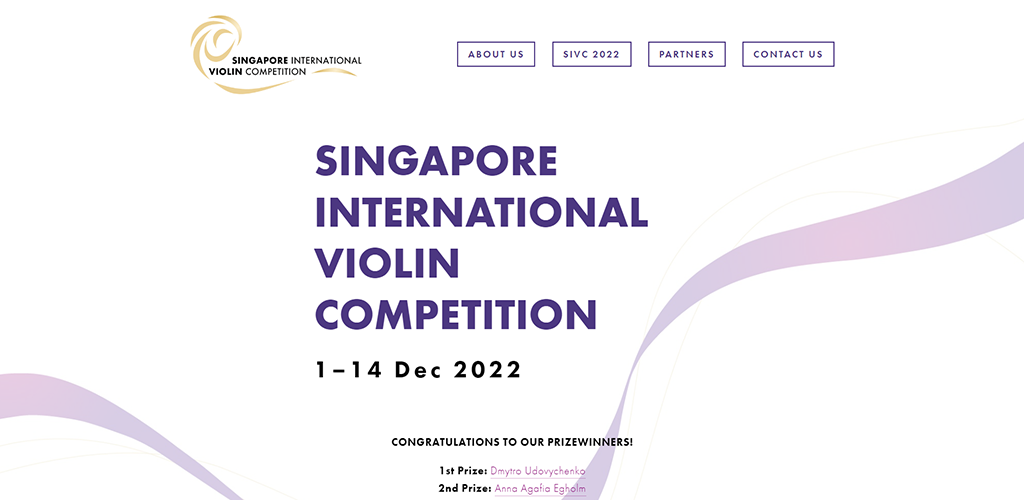 SINGAPORE INTERNATIONAL
VIOLIN COMPETITION
ABOUT US
SIVC 2022
PARTNERS
CONTACT US
SINGAPORE
INTERNATIONAL
VIOLIN
COMPETITION
1–14 Dec 2022
CONGRATULATIONS TO OUR PRIZEWINNERS!
1st Prize: Dmytro Udovychenko
2nd Prize: Anna Agafia Egholm